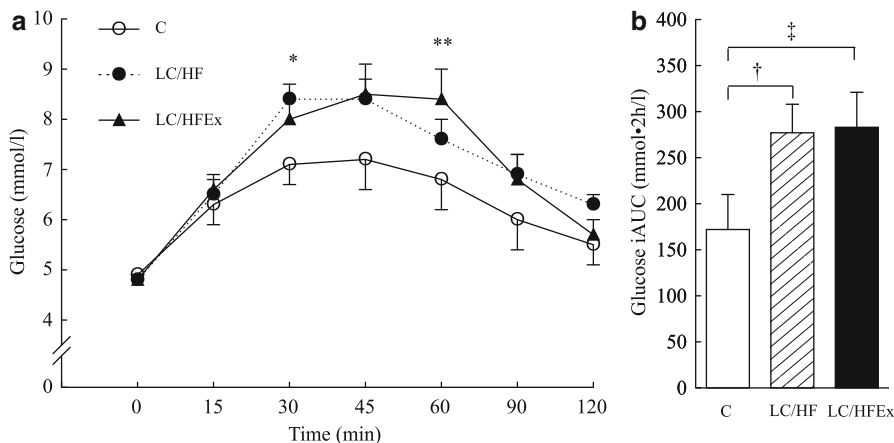 a
C
LC/HF
LC/HFEx
*
**
Glucose (mmol/l)
10
9
8
7
6
5
4
0
0 15 30 45 60 90 120
Time (min)
b
‡
†
Glucose iAUC (mmol•2h/l)
400
350
300
250
200
150
100
50
0
C LC/HF LC/HFEx